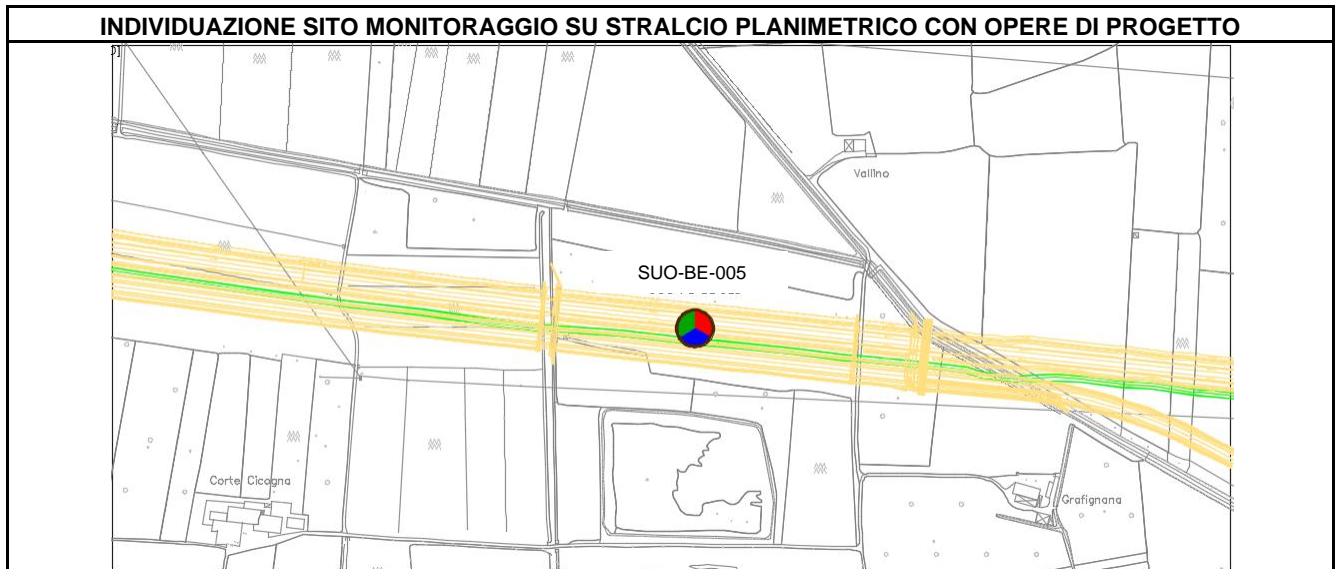 INDIVIDUAZIONE SITO MONITORAGGIO SU STRALCIO PLANIMETRICO CON OPERE DI PROGETTO
Vallino
SUO-BE-005
Corte Cicogna
Grafignana